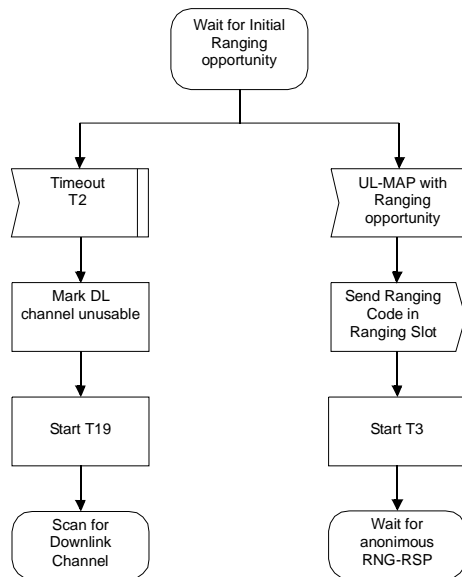 Wait for Initial
Ranging
opportunity
Timeout
T2
UL-MAP with
Ranging
opportunity
Mark DL
channel unusable
Send Ranging
Code in
Ranging Slot
Start T19
Start T3
Scan for
Downlink
Channel
Wait for
anonimous
RNG-RSP